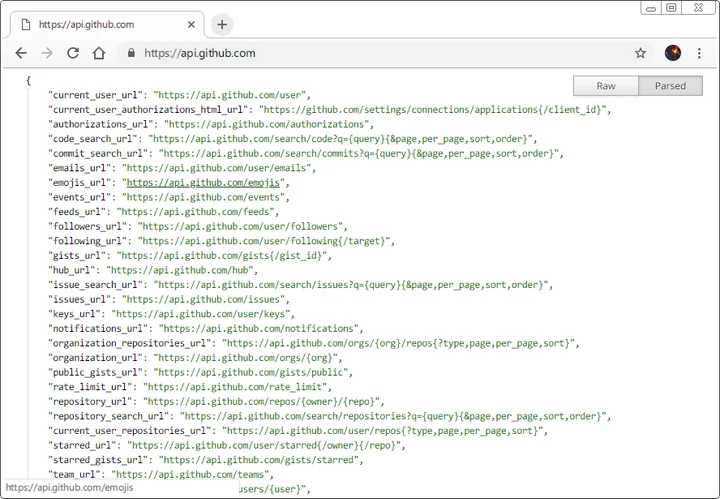 https://api.github.com
https://api.github.com
Raw Parsed
{
"current_user_url": "https://api.github.com/user",
"current_user_authorizations_html_url": "https://github.com/settings/connections/applications{/client_id}",
"authorizations_url": "https://api.github.com/authorizations",
"code_search_url": "https://api.github.com/search/code?q={query}{&page,per_page,sort,order}",
"commit_search_url": "https://api.github.com/search/commits?q={query}{&page,per_page,sort,order}",
"emails_url": "https://api.github.com/user/emails",
"emojis_url": "https://api.github.com/emojis",
"events_url": "https://api.github.com/events",
"feeds_url": "https://api.github.com/feeds",
"followers_url": "https://api.github.com/user/followers",
"following_url": "https://api.github.com/user/following{/target}",
"gists_url": "https://api.github.com/gists{/gist_id}",
"hub_url": "https://api.github.com/hub",
"issue_search_url": "https://api.github.com/search/issues?q={query}{&page,per_page,sort,order}",
"issues_url": "https://api.github.com/issues",
"keys_url": "https://api.github.com/user/keys",
"notifications_url": "https://api.github.com/notifications",
"organization_repositories_url": "https://api.github.com/orgs/{org}/repos{?type,page,per_page,sort}",
"organization_url": "https://api.github.com/orgs/{org}",
"public_gists_url": "https://api.github.com/gists/public",
"rate_limit_url": "https://api.github.com/rate_limit",
"repository_url": "https://api.github.com/repos/{owner}/{repo}",
"repository_search_url": "https://api.github.com/search/repositories?q={query}{&page,per_page,sort,order}",
"current_user_repositories_url": "https://api.github.com/user/repos{?type,page,per_page,sort}",
"starred_url": "https://api.github.com/user/starred{/owner}{/repo}",
"starred_gists_url": "https://api.github.com/gists/starred",
"team_url": "https://api.github.com/teams",
https://api.github.com/emojis
users/{user}",